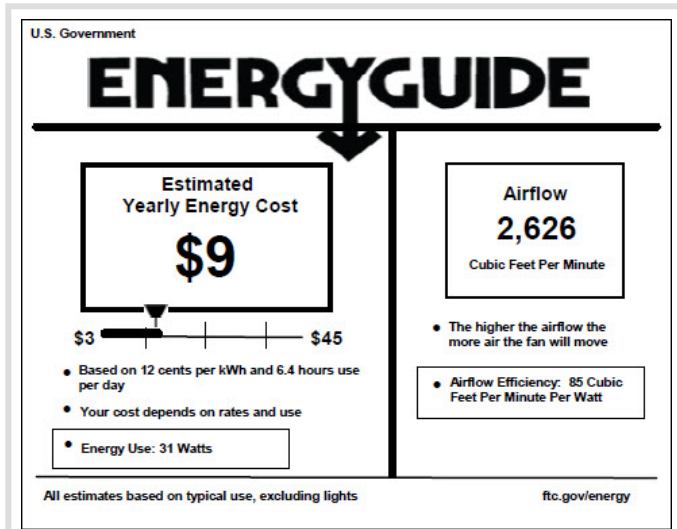 U.S. Government
ENERGYGUIDE
Estimated
Yearly Energy Cost
$9
$3
$45
• Based on 12 cents per kWh and 6.4 hours use
per day
• Your cost depends on rates and use
• Energy Use: 31 Watts
Airflow
2,626
Cubic Feet Per Minute
• The higher the airflow the
more air the fan will move
• Airflow Efficiency: 85 Cubic
Feet Per Minute Per Watt
All estimates based on typical use, excluding lights
ftc.gov/energy